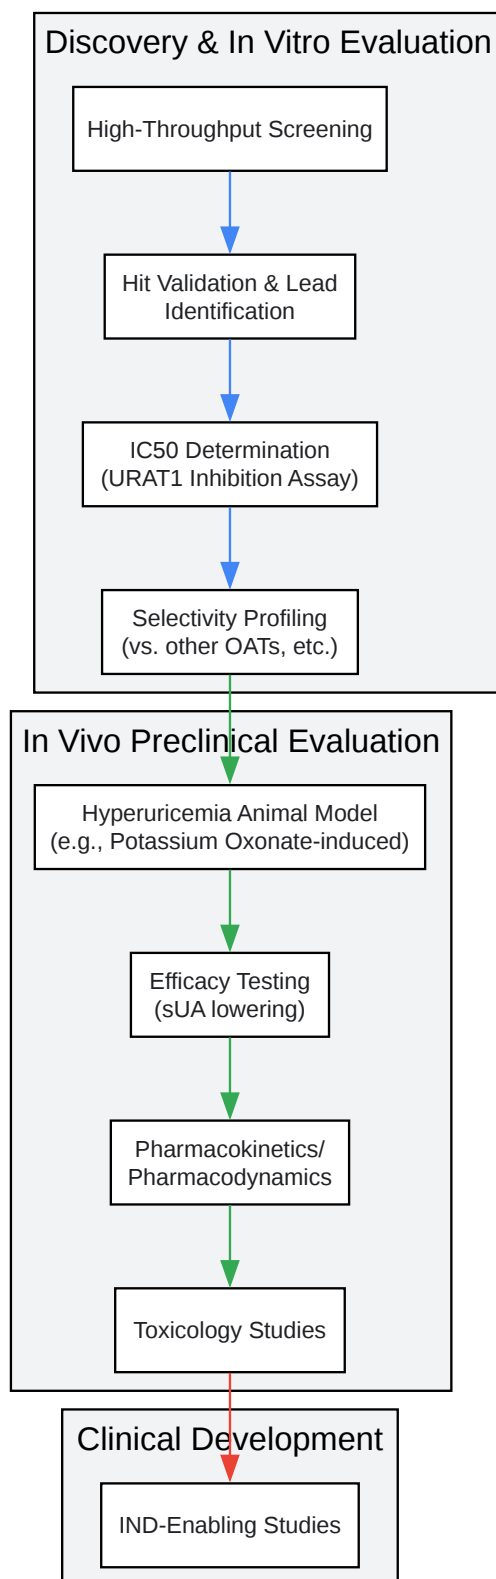 Discovery & In Vitro Evaluation
High-Throughput Screening
Hit Validation & Lead
Identification
IC50 Determination
(URAT1 Inhibition Assay)
Selectivity Profiling
(vs. other OATs, etc.)
In Vivo Preclinical Evaluation
Hyperuricemia Animal Model
(e.g., Potassium Oxonate-induced)
Efficacy Testing
(sUA lowering)
Pharmacokinetics/
Pharmacodynamics
Toxicology Studies
Clinical Development
IND-Enabling Studies